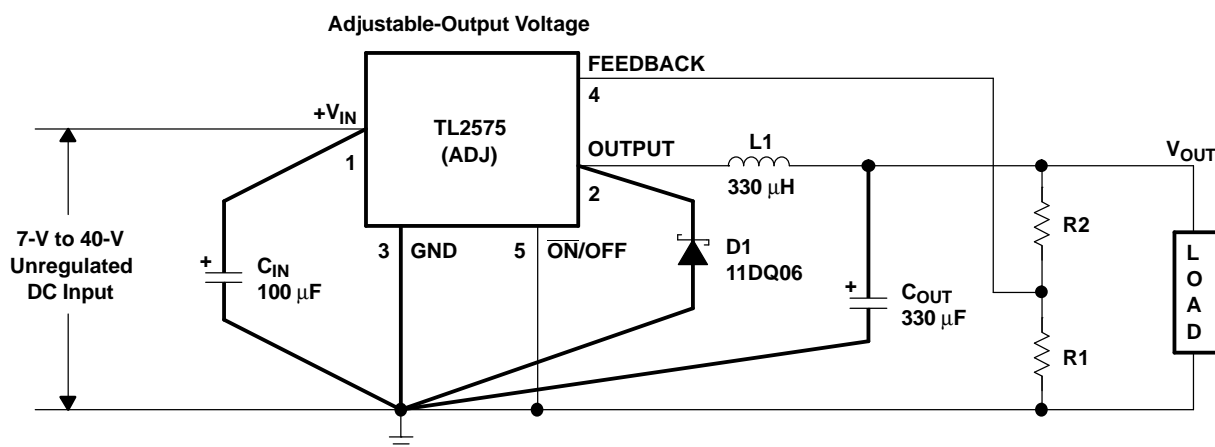 Adjustable-Output Voltage
FEEDBACK
4
+VIN
TL2575
(ADJ)
1
OUTPUT
2
L1
330 μH
VOUT
7-V to 40-V
Unregulated
DC Input
CIN
100 μF
+
3
GND
5
ON/OFF
D1
11DQ06
+
COUT
330 μF
R2
R1
L
O
A
D